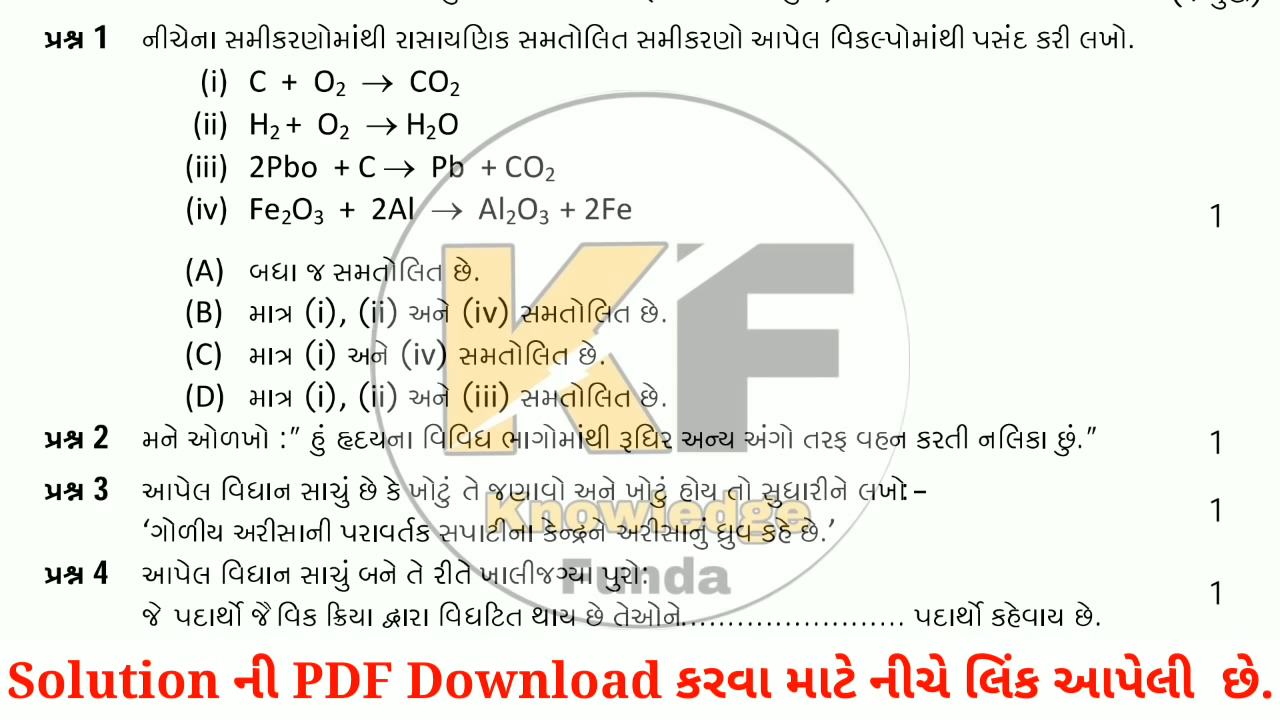 પ્રશ્ન 1 નીચેના સમીકરણોમાંથી રાસાયણિક સમતોલિત સમીકરણો આપેલ વિકલ્પોમાંથી પસંદ કરી લખો.
(i) C + O₂ → CO₂
(ii) H₂ + O₂ → H₂O
(iii) 2Pbo + C → Pb + CO₂
(iv) Fe₂O₃ + 2Al → Al₂O₃ + 2Fe 1
(A) બધા જ સમતોલિત છે.
(B) માત્ર (i), (ii) અને (iv) સમતોલિત છે.
(C) માત્ર (i) અને (iv) સમતોલિત છે.
(D) માત્ર (i), (ii) અને (iii) સમતોલિત છે.
પ્રશ્ન 2 મને ઓળખો :" હું હૃદયના વિવિધ ભાગોમાંથી રૂધિર અન્ય અંગો તરફ વહન કરતી નલિકા છું." 1
પ્રશ્ન 3 આપેલ વિધાન સાચું છે કે ખોટું તે જણાવો અને ખોટું હોય તો સુધારીને લખો:– 1
‘ગોળીય અરીસાની પરાવર્તક સપાટીના કેન્દ્રને અરીસાનું ધ્રુવ કહે છે.’
પ્રશ્ન 4 આપેલ વિધાન સાચું બને તે રીતે ખાલીજગ્યા પુરો: 1
જે પદાર્થો જૈવિક ક્રિયા દ્વારા વિઘટિત થાય છે તેઓને........................ પદાર્થો કહેવાય છે.
KF
Knowledge
Funda
Solution ની PDF Download કરવા માટે નીચે લિંક આપેલી છે.